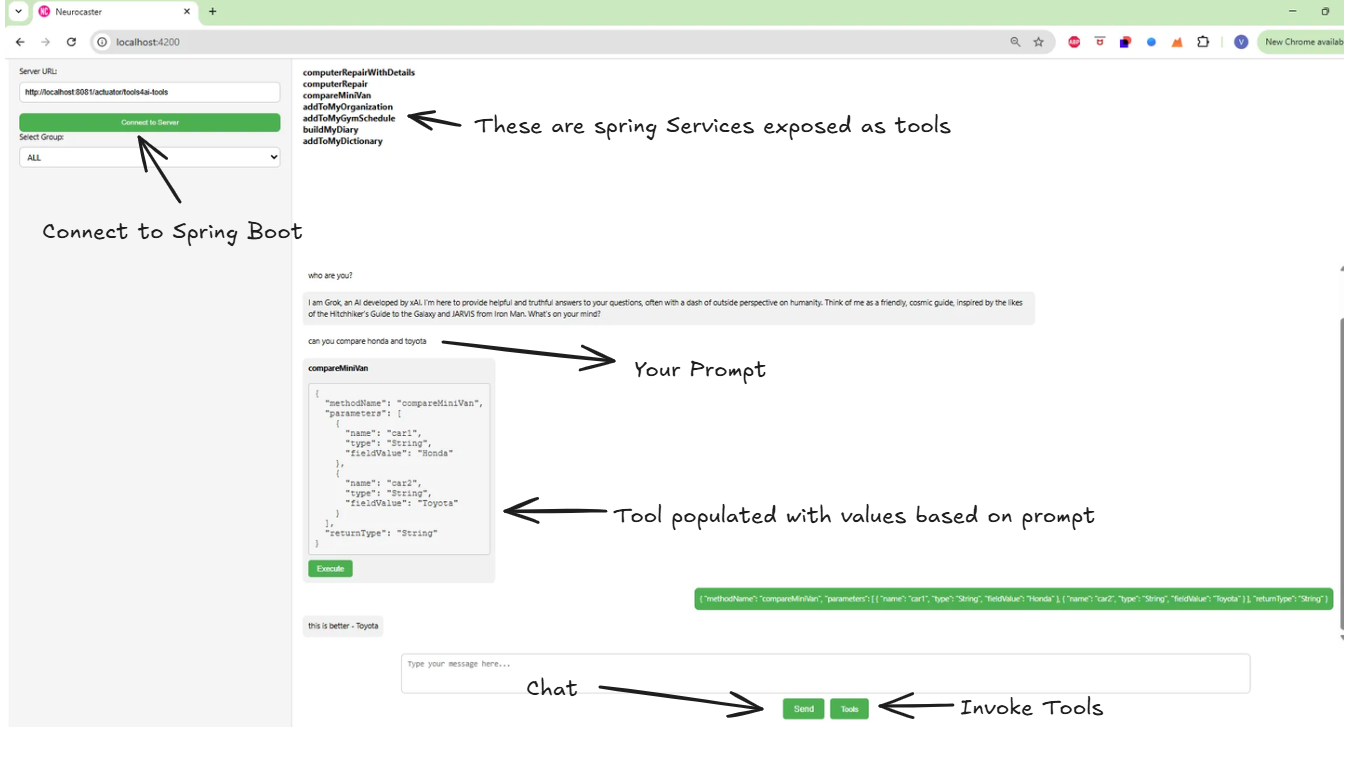 Neurocaster
localhost:4200
New Chrome availab
Server URL:
http://localhost:8081/actuator/tools4ai-tools
Connect to Server
Select Group:
ALL
Connect to Spring Boot
computerRepairWithDetails
computerRepair
compareMiniVan
addToMyOrganization
addToMyGymSchedule
buildMyDiary
addToMyDictionary
These are spring Services exposed as tools
who are you?
I am Grok, an AI developed by xAI. I'm here to provide helpful and truthful answers to your questions, often with a dash of outside perspective on humanity. Think of me as a friendly, cosmic guide, inspired by the likes
of the Hitchhiker's Guide to the Galaxy and JARVIS from Iron Man. What's on your mind?
can you compare honda and toyota
Your Prompt
compareMiniVan
{
"methodName": "compareMiniVan",
"parameters": [
{
"name": "car1",
"type": "String",
"fieldValue": "Honda"
},
{
"name": "car2",
"type": "String",
"fieldValue": "Toyota"
}
],
"returnType": "String"
}
Tool populated with values based on prompt
Execute
{ "methodName": "compareMiniVan", "parameters": [ { "name": "car1", "type": "String", "fieldValue": "Honda" }, { "name": "car2", "type": "String", "fieldValue": "Toyota" } ], "returnType": "String" }
this is better - Toyota
Type your message here...
Chat
Send
Tools
Invoke Tools